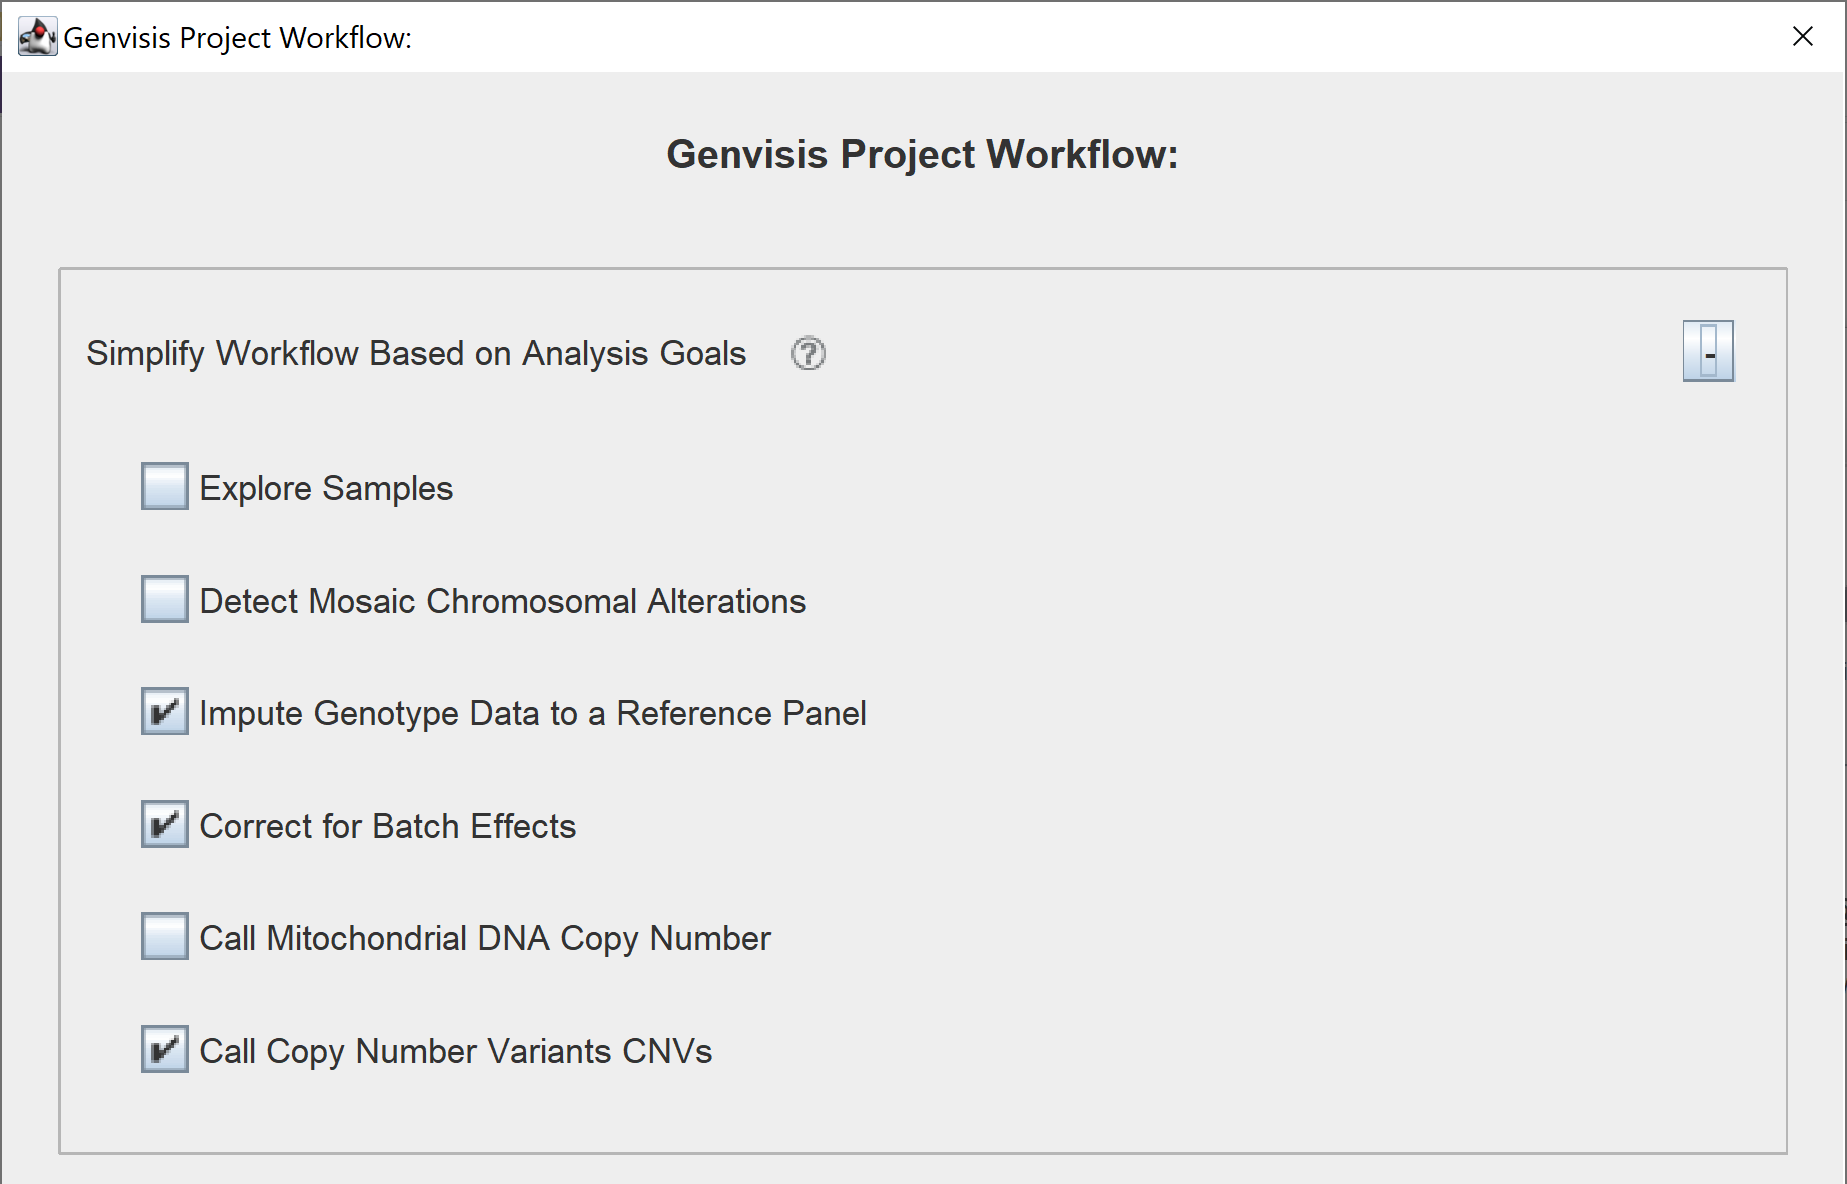 Genvisis Project Workflow:
Genvisis Project Workflow:
Simplify Workflow Based on Analysis Goals ?
-
Explore Samples
Detect Mosaic Chromosomal Alterations
Impute Genotype Data to a Reference Panel
Correct for Batch Effects
Call Mitochondrial DNA Copy Number
Call Copy Number Variants CNVs